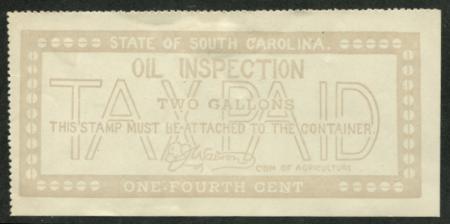 STATE OF SOUTH CAROLINA.
OIL INSPECTION
TAX PAID
TWO GALLONS
THIS STAMP MUST BE ATTACHED TO THE CONTAINER.
COM OF AGRICULTURE
ONE-FOURTH CENT